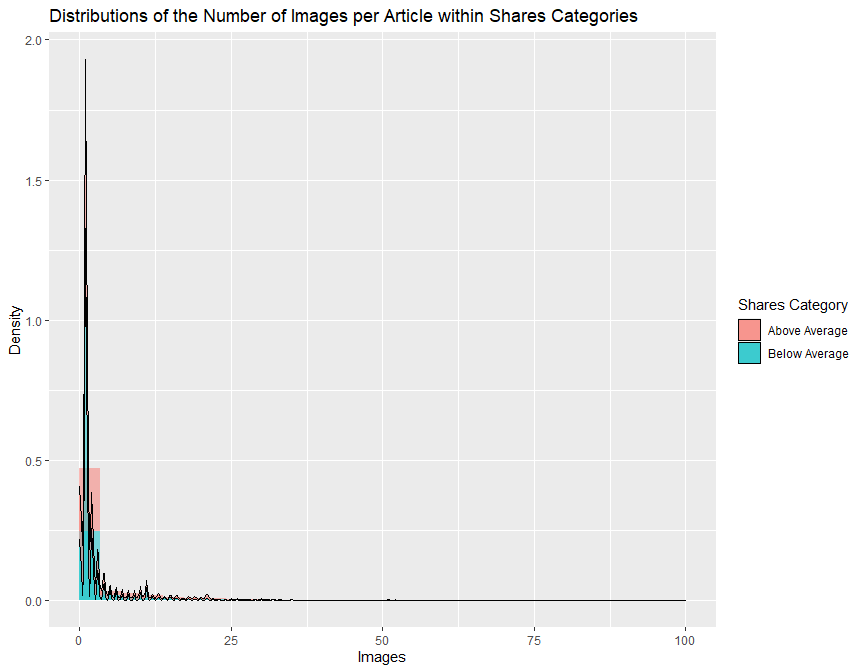 Distributions of the Number of Images per Article within Shares Categories
2.0
1.5
1.0
0.5
0.0
Density
0
25
50
75
100
Images
Shares Category
Above Average
Below Average